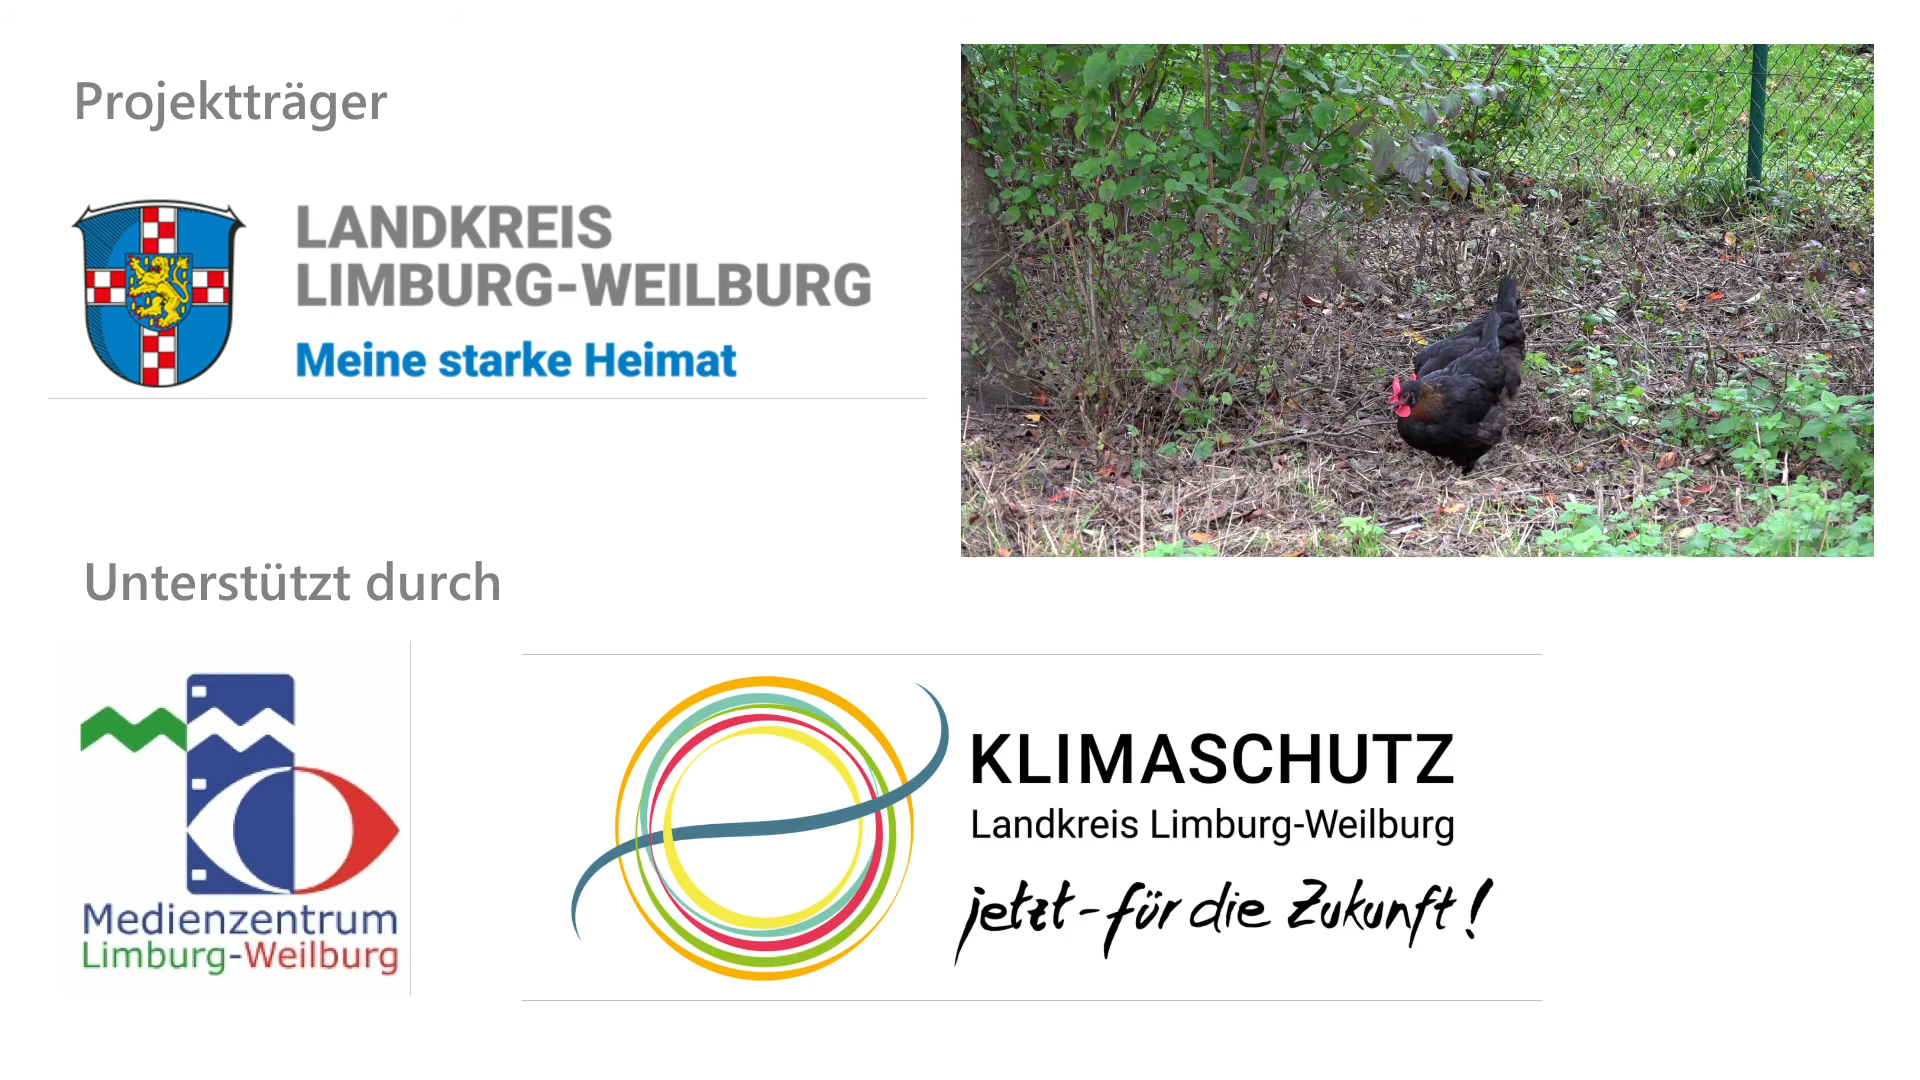 Projektträger
LANDKREIS
LIMBURG-WEILBURG
Meine starke Heimat
Unterstützt durch
Medienzentrum
Limburg-Weilburg
KLIMASCHUTZ
Landkreis Limburg-Weilburg
jetzt - für die Zukunft!